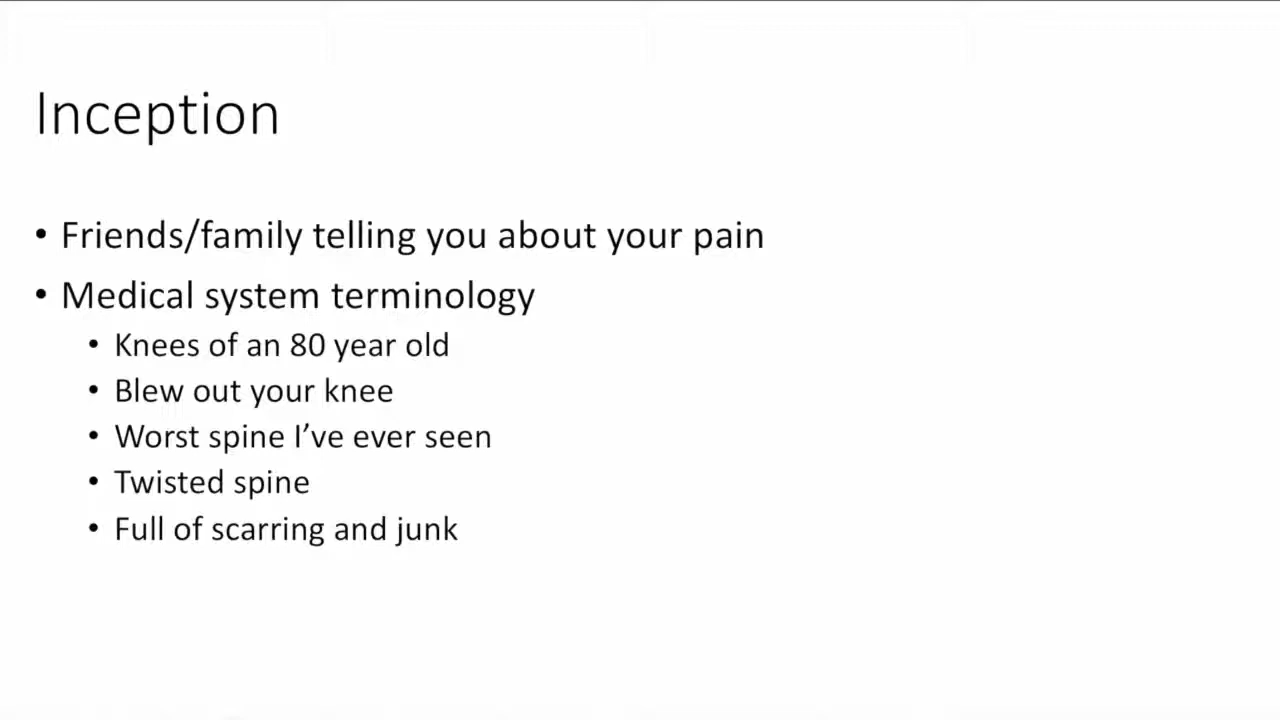 Inception
• Friends/family telling you about your pain
• Medical system terminology
• Knees of an 80 year old
• Blew out your knee
• Worst spine I’ve ever seen
• Twisted spine
• Full of scarring and junk